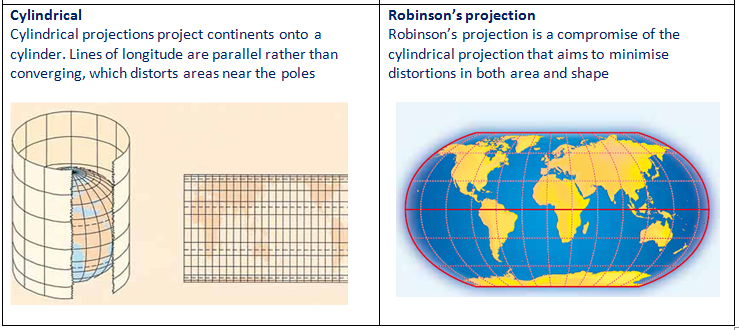 Cylindrical
Cylindrical projections project continents onto a
cylinder. Lines of longitude are parallel rather than
converging, which distorts areas near the poles
Robinson’s projection
Robinson’s projection is a compromise of the
cylindrical projection that aims to minimise
distortions in both area and shape